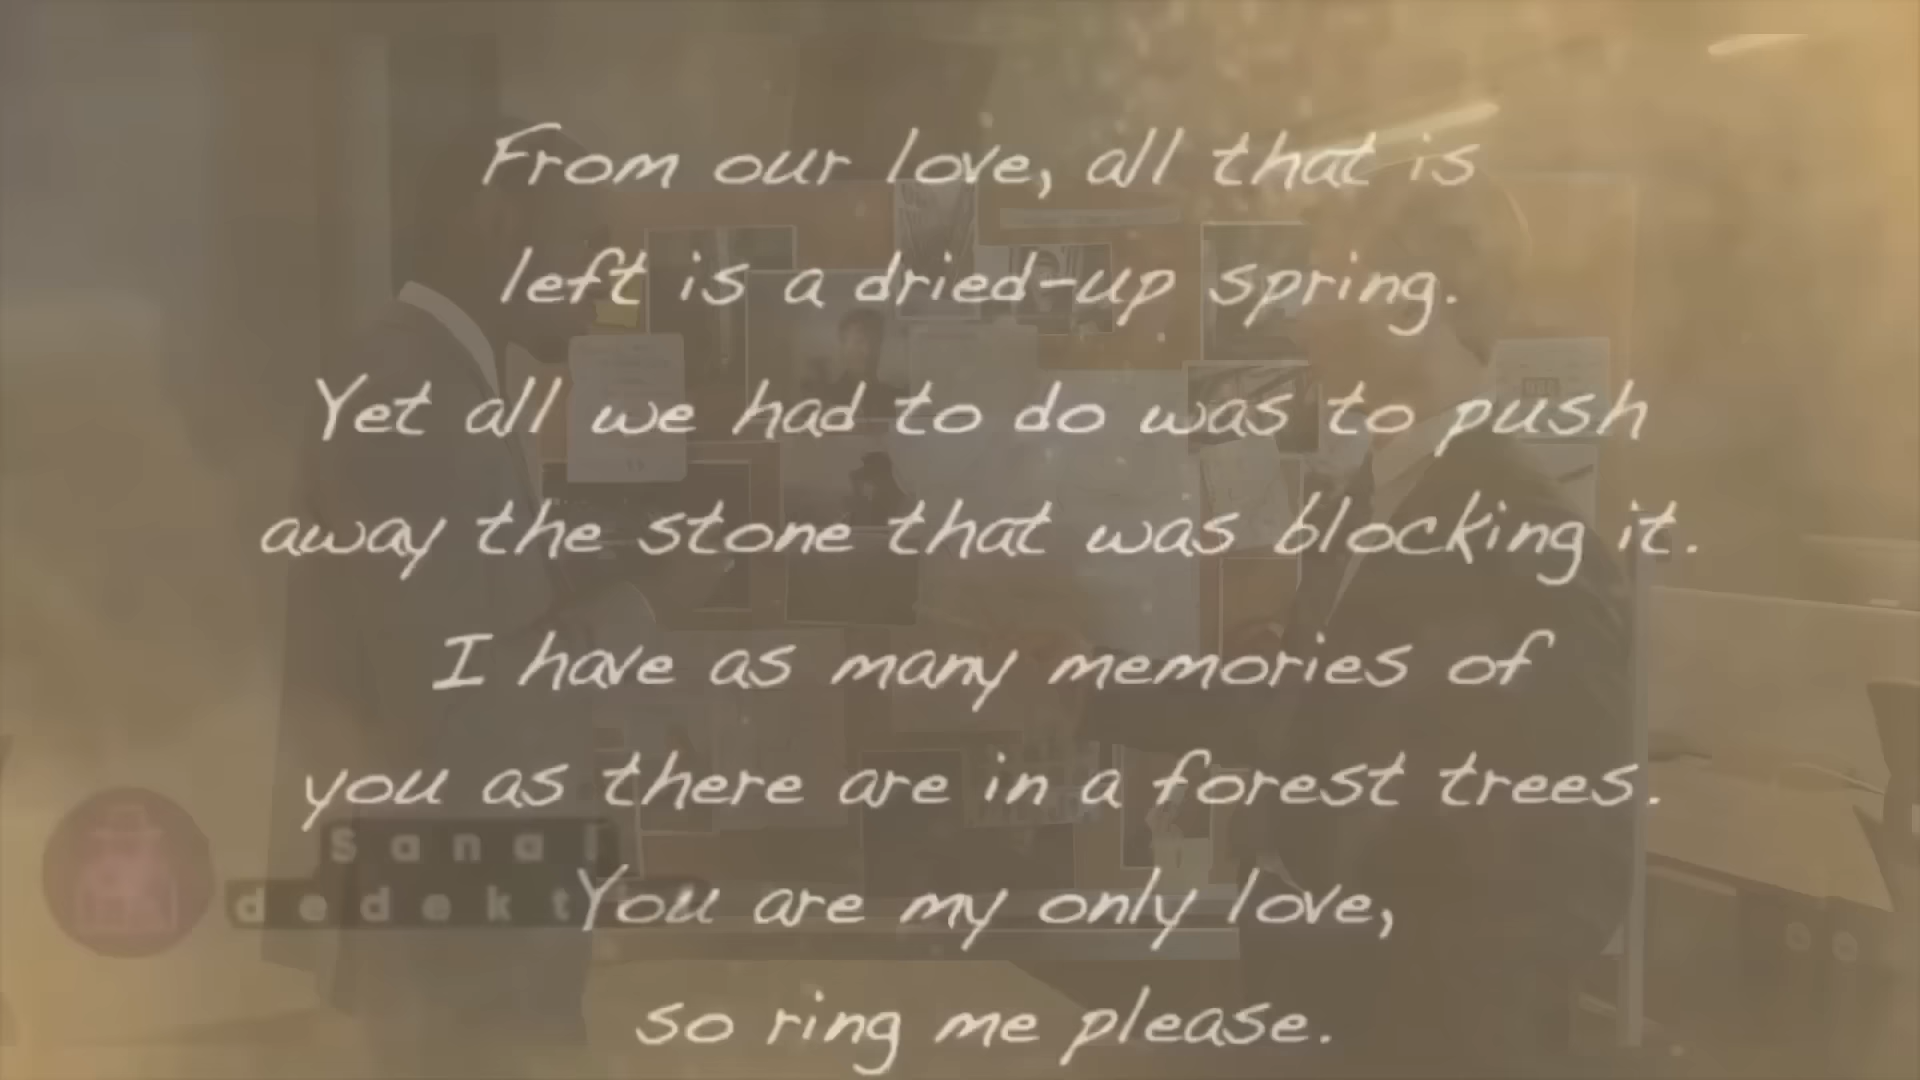 From our love, all that is
left is a dried-up spring.
Yet all we had to do was to push
away the stone that was blocking it.
I have as many memories of
you as there are in a forest trees.
Sanal
dedekt
You are my only love,
so ring me please.